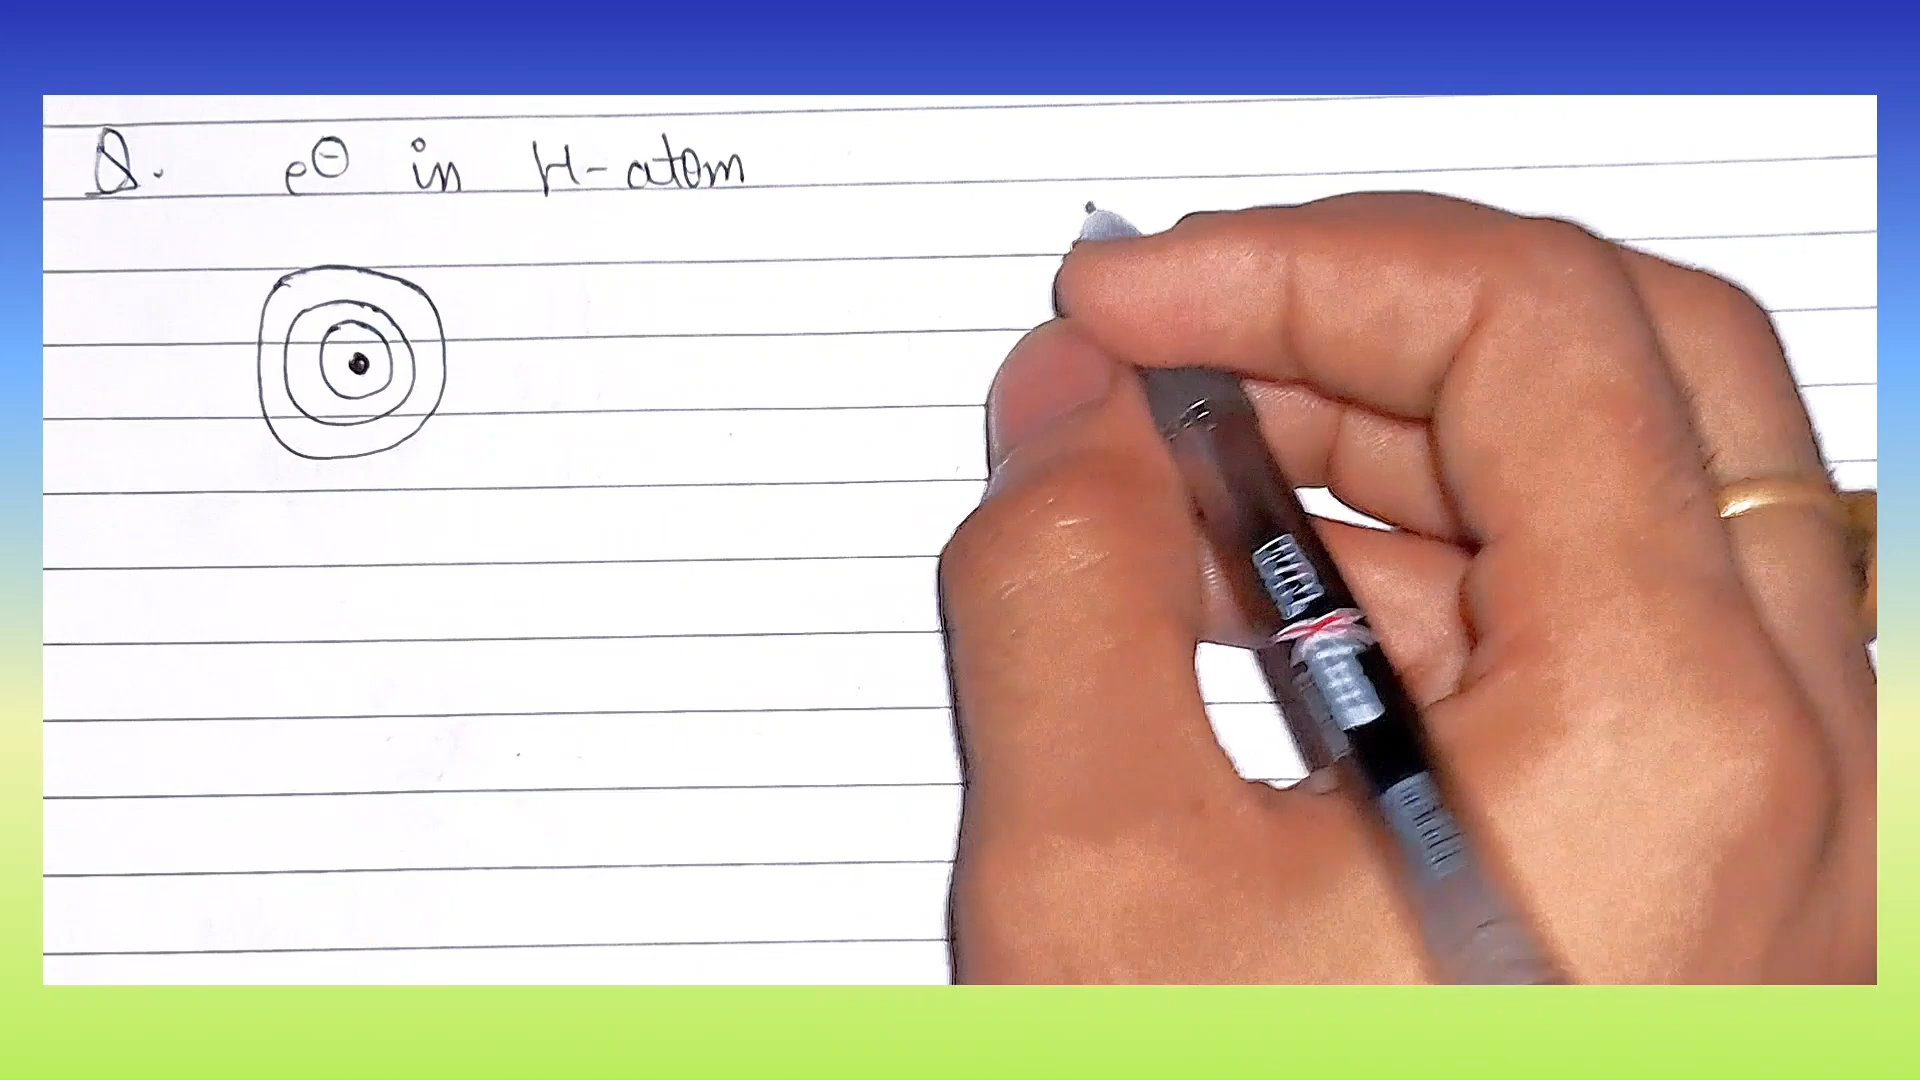 Q. e⊖ in H-atom